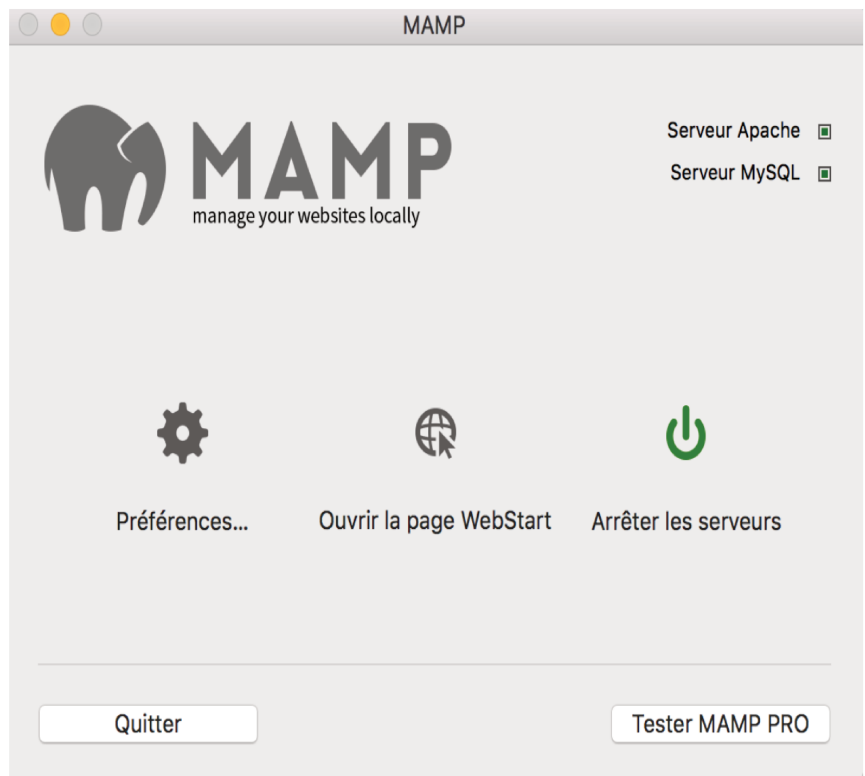 MAMP
MAMP
manage your websites locally
Serveur Apache
Serveur MySQL
Préférences...
Ouvrir la page WebStart
Arrêter les serveurs
Quitter
Tester MAMP PRO